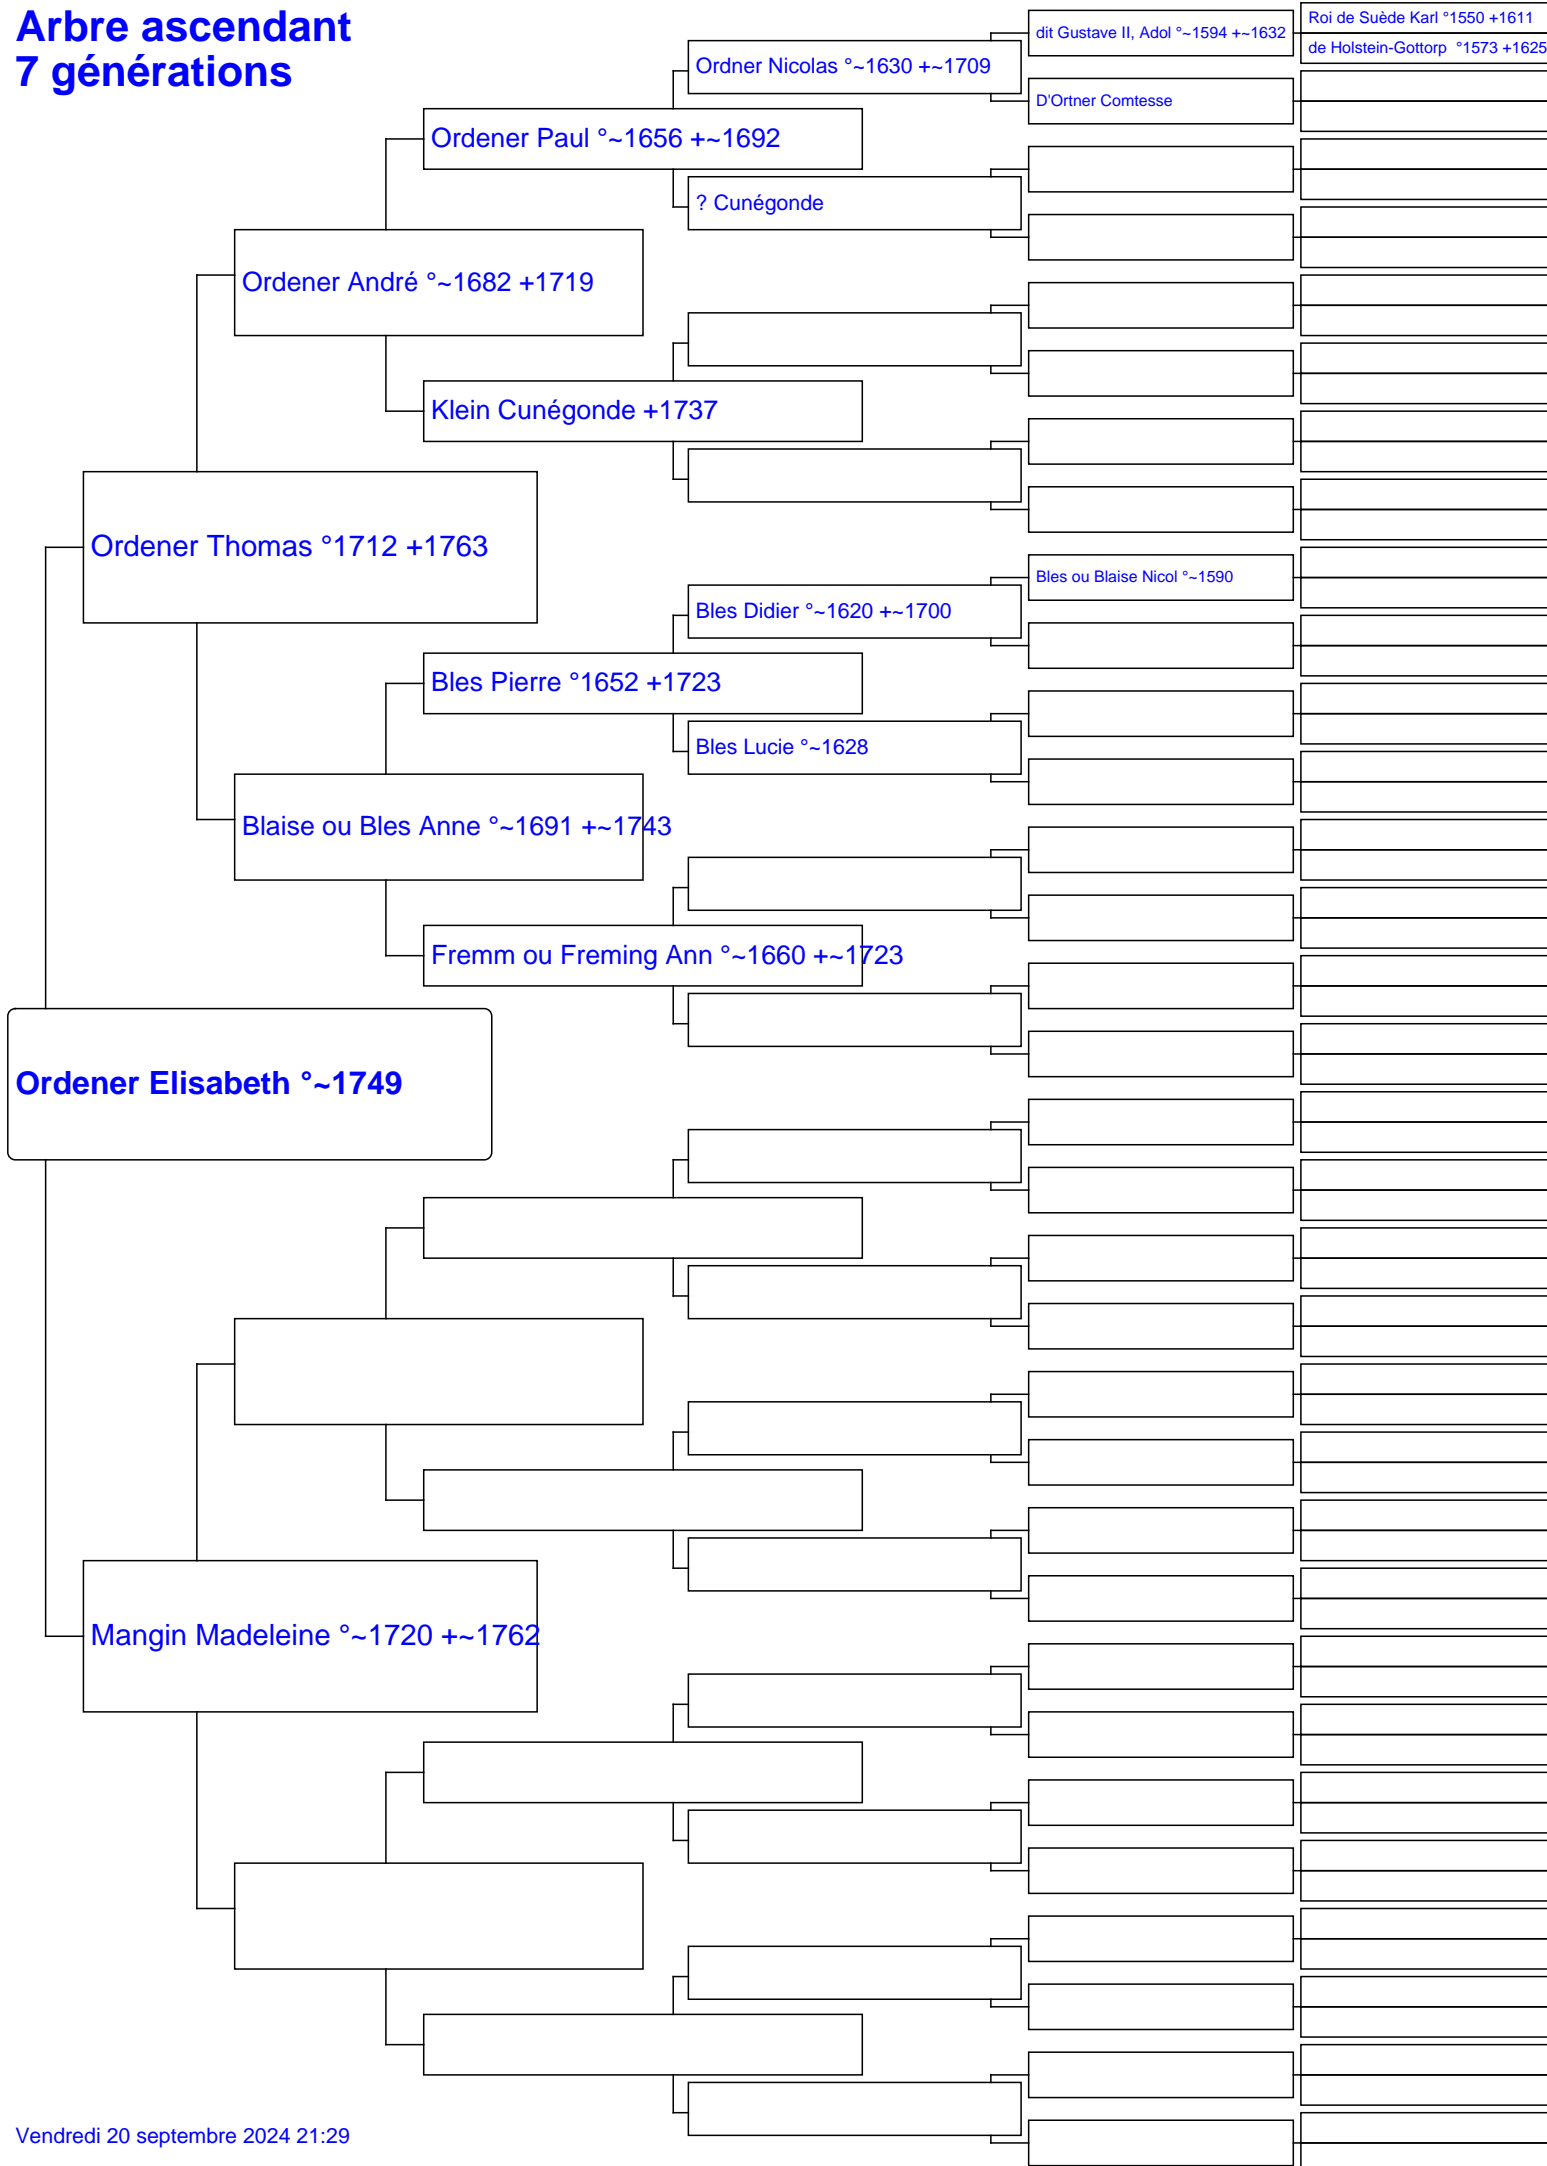 Arbre ascendant
7 générations
Roi de Suède Karl °1550 +1611
dit Gustave II, Adol °~1594 +~1632
de Holstein-Gottorp  °1573 +1625
Ordner Nicolas °~1630 +~1709
D'Ortner Comtesse
Ordener Paul °~1656 +~1692
? Cunégonde
Ordener André °~1682 +1719
Klein Cunégonde +1737
Ordener Thomas °1712 +1763
Bles ou Blaise Nicol °~1590
Bles Didier °~1620 +~1700
Bles Pierre °1652 +1723
Bles Lucie °~1628
Blaise ou Bles Anne °~1691 +~1743
Fremm ou Freming Ann °~1660 +~1723
Ordener Elisabeth °~1749
Mangin Madeleine °~1720 +~1762
Vendredi 20 septembre 2024 21:29